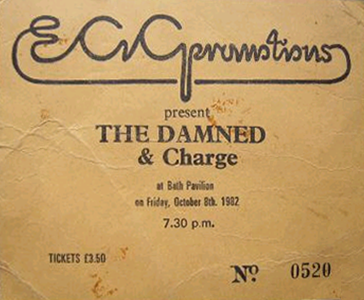 ECGpromotions
present
THE DAMNED
& Charge
at Bath Pavilion
on Friday, October 8th. 1982
7.30 p.m.
TICKETS £3.50
Nº 0520